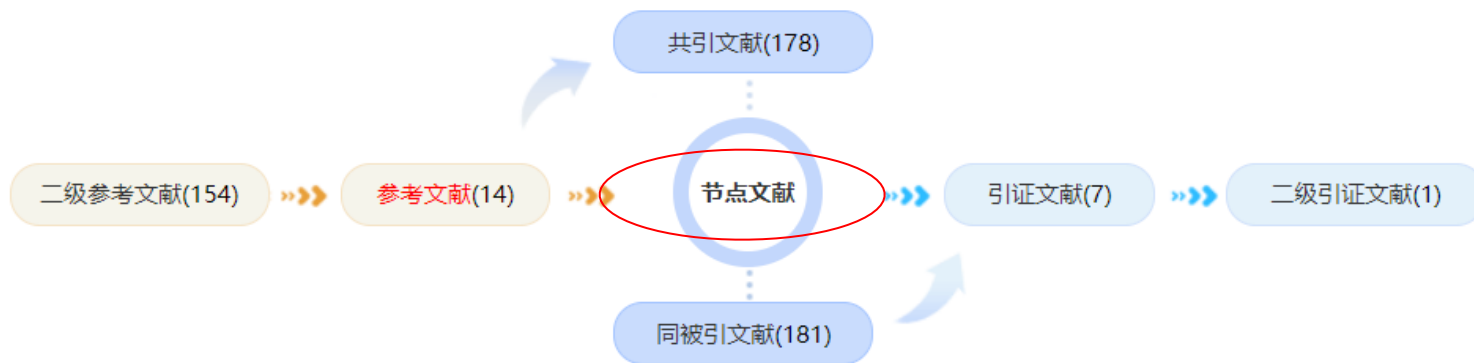 共引文献(178)
二级参考文献(154)
参考文献(14)
节点文献
引证文献(7)
二级引证文献(1)
同被引文献(181)